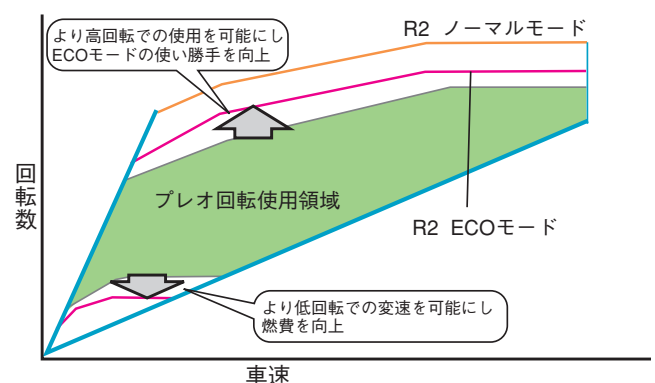 より高回転での使用を可能にし
ECOモードの使い勝手を向上
R2 ノーマルモード
回転数
プレオ回転使用領域
R2 ECOモード
より低回転での変速を可能にし
燃費を向上
車速